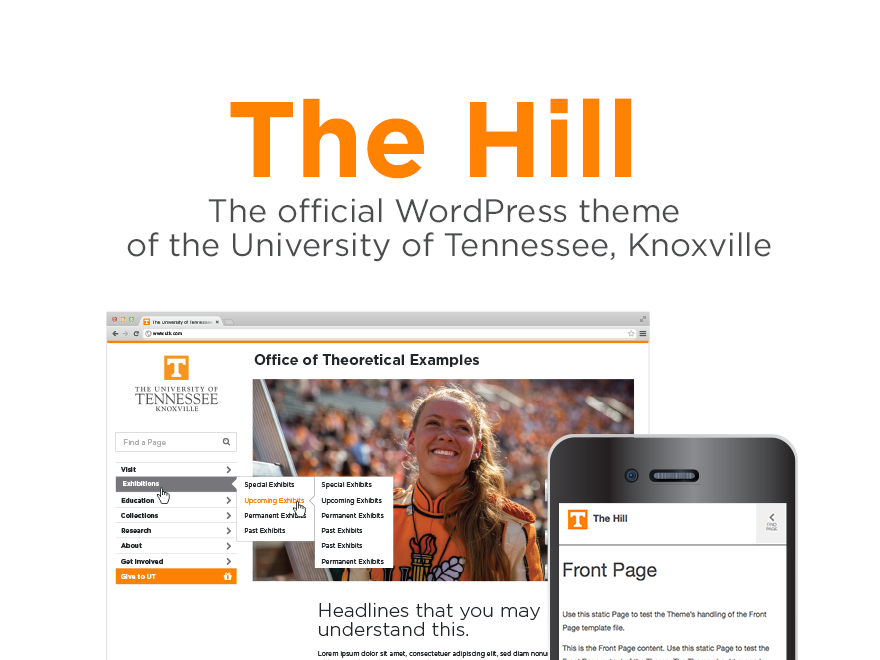 The Hill
The official WordPress theme
of the University of Tennessee, Knoxville
The University of Tennessee
www.utk.com
T
THE UNIVERSITY OF
TENNESSEE
KNOXVILLE
Office of Theoretical Examples
Find a Page
Visit
Exhibitions
Education
Collections
Research
About
Get Involved
Give to UT
Special Exhibits
Upcoming Exhibits
Permanent Exhibits
Past Exhibits
Special Exhibits
Upcoming Exhibits
Permanent Exhibits
Past Exhibits
Past Exhibits
Permanent Exhibits
Headlines that you may
understand this.
Lorem ipsum dolor sit amet, consectetuer adipiscing elit, sed diam nonu
T The Hill
FIND
PAGE
Front Page
Use this static Page to test the Theme's handling of the Front
Page template file.
This is the Front Page content. Use this static Page to test the